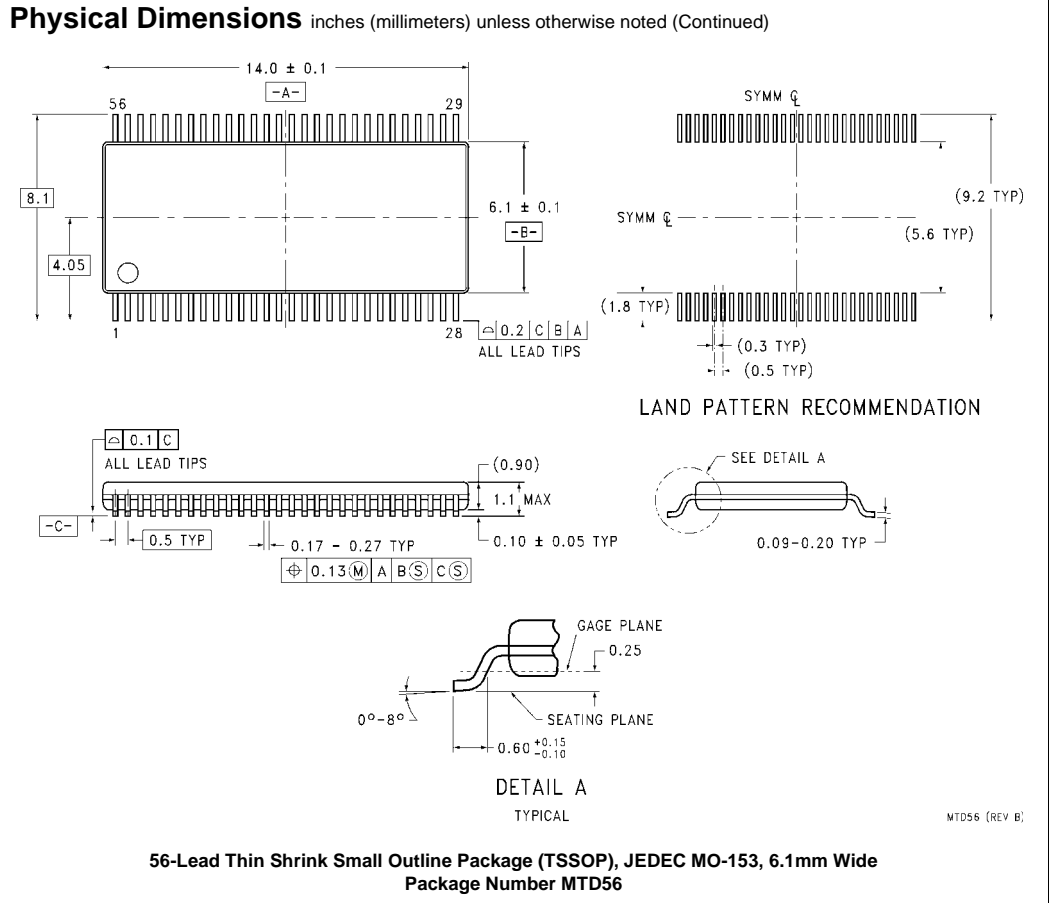 Physical Dimensions inches (millimeters) unless otherwise noted (Continued)
14.0 ± 0.1
-A-
56
29
8.1
4.05
6.1 ± 0.1
-B-
1
28
⌓ 0.2 C B A
ALL LEAD TIPS
SYMM ℄
SYMM ℄
(9.2 TYP)
(5.6 TYP)
(1.8 TYP)
(0.3 TYP)
(0.5 TYP)
LAND PATTERN RECOMMENDATION
⌓ 0.1 C
ALL LEAD TIPS
(0.90)
1.1 MAX
-C-
0.5 TYP
0.17 - 0.27 TYP
⌖ 0.13 Ⓜ A B Ⓢ C Ⓢ
0.10 ± 0.05 TYP
SEE DETAIL A
0.09-0.20 TYP
GAGE PLANE
0.25
0°-8°
SEATING PLANE
0.60 +0.15 -0.10
DETAIL A
TYPICAL
MTD56 (REV B)
56-Lead Thin Shrink Small Outline Package (TSSOP), JEDEC MO-153, 6.1mm Wide
Package Number MTD56